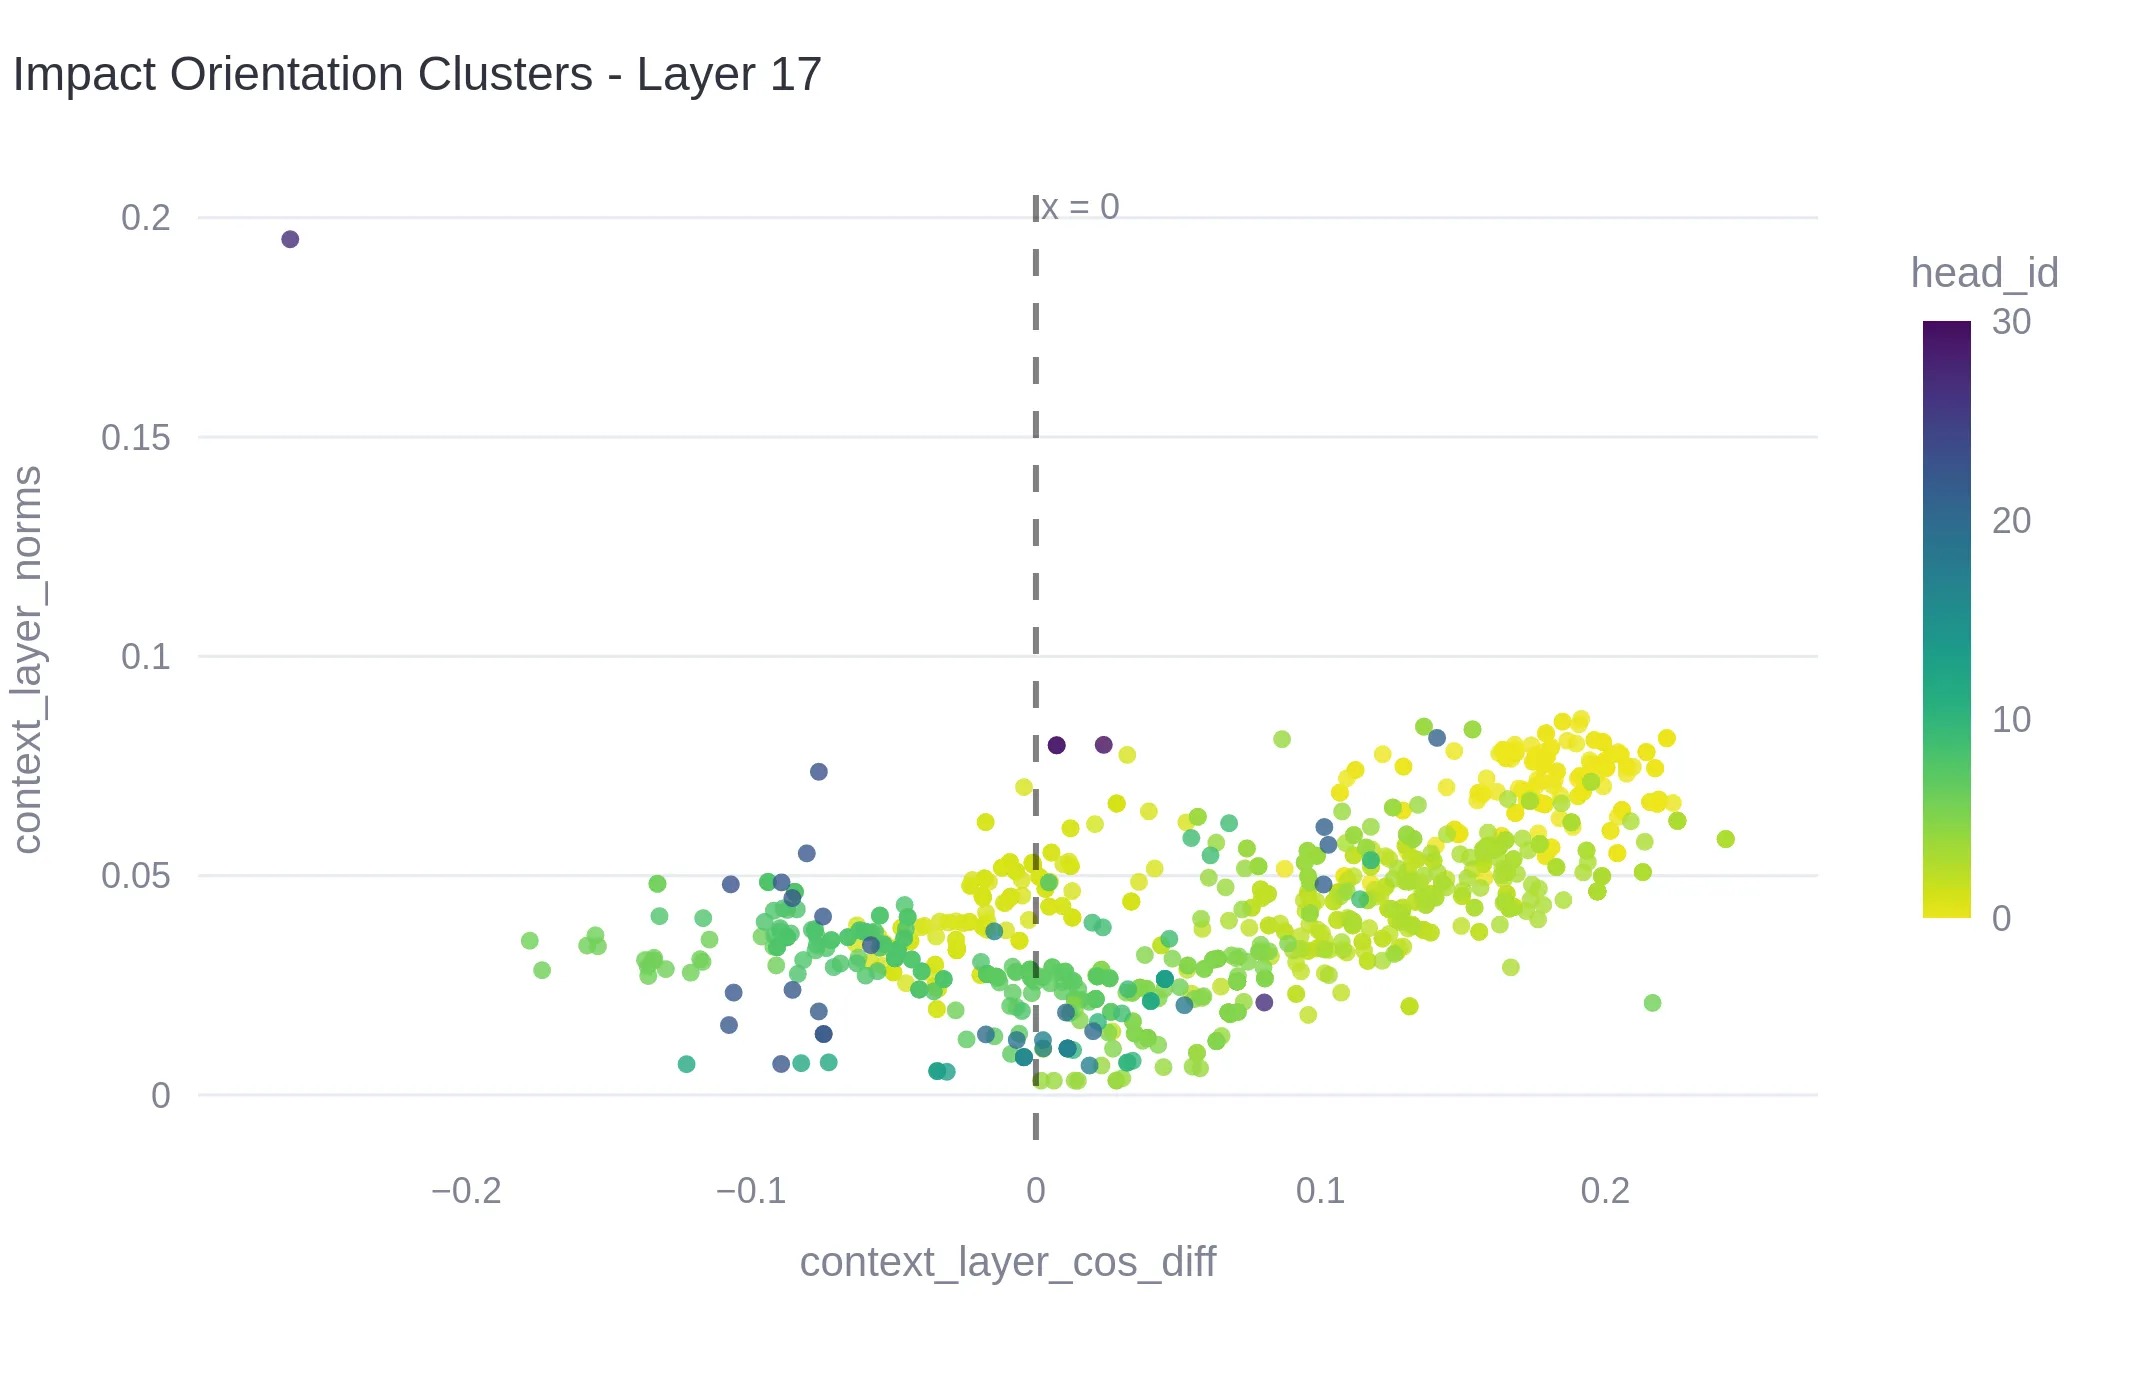 Impact Orientation Clusters - Layer 17
x = 0
0.2
0.15
0.1
0.05
0
context_layer_norms
−0.2
−0.1
0
0.1
0.2
context_layer_cos_diff
head_id
30
20
10
0